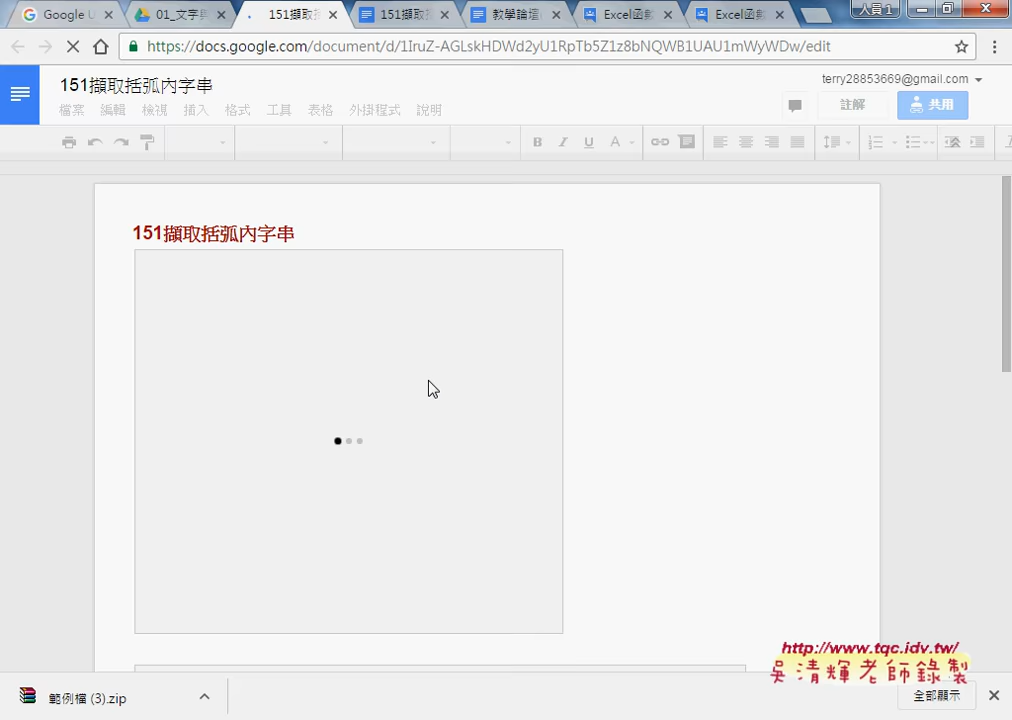 Google U
01_文字與
151擷取括
151擷取括
教學論壇
Excel函數
Excel函數
人員1
https://docs.google.com/document/d/1IruZ-AGLskHDWd2yU1RpTb5Z1z8bNQWB1UAU1mWyWDw/edit
151擷取括弧內字串
terry28853669@gmail.com
檔案 編輯 檢視 插入 格式 工具 表格 外掛程式 說明
註解
共用
B I U A
151擷取括弧內字串
http://www.tqc.idv.tw/
吳清輝老師錄製
範例檔 (3).zip
全部顯示